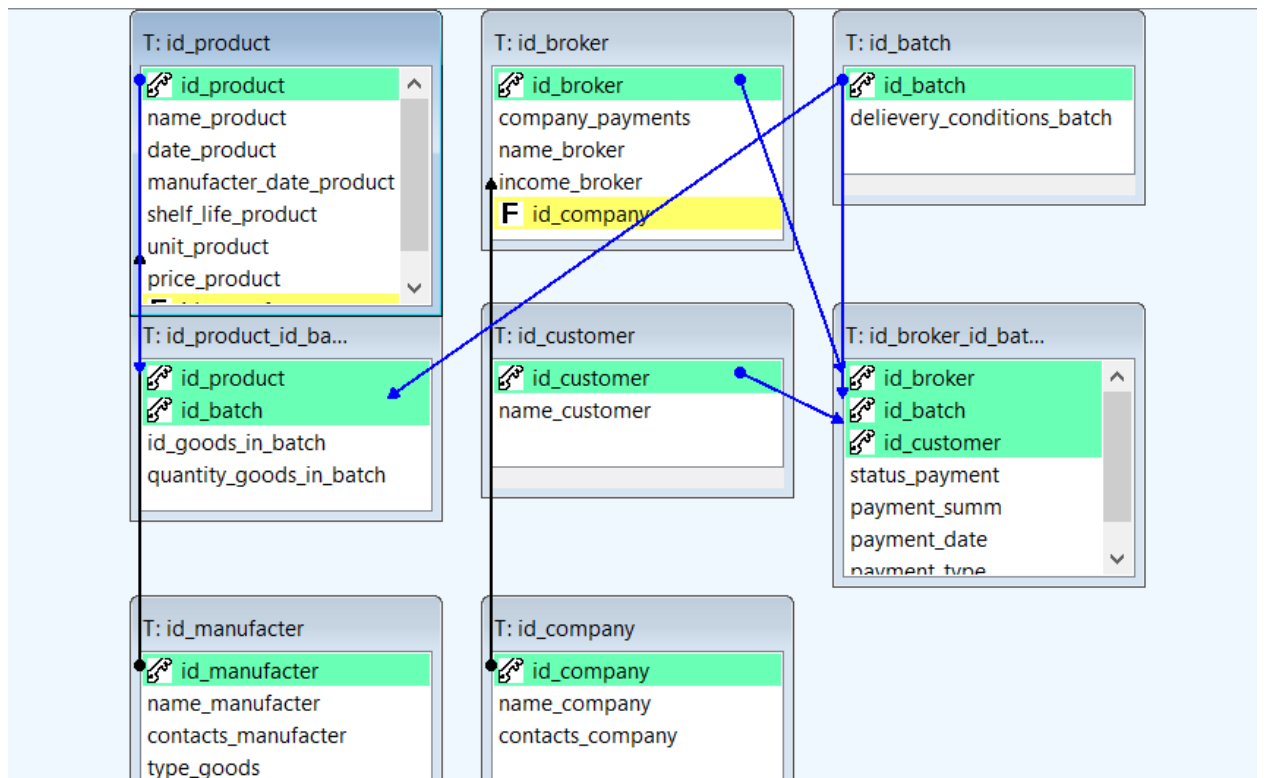 T: id_product
id_product
name_product
date_product
manufacter_date_product
shelf_life_product
unit_product
price_product
T: id_broker
id_broker
company_payments
name_broker
income_broker
F id_company
T: id_batch
id_batch
delievery_conditions_batch
T: id_product_id_ba...
id_product
id_batch
id_goods_in_batch
quantity_goods_in_batch
T: id_customer
id_customer
name_customer
T: id_broker_id_bat...
id_broker
id_batch
id_customer
status_payment
payment_summ
payment_date
payment_type
T: id_manufacter
id_manufacter
name_manufacter
contacts_manufacter
type_goods
T: id_company
id_company
name_company
contacts_company